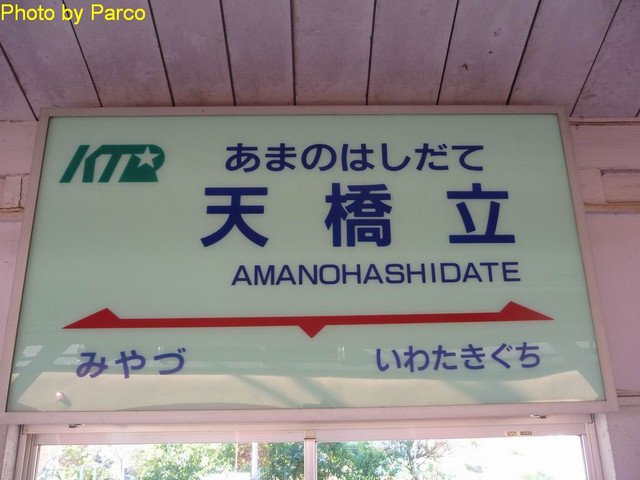 Photo by Parco
KTR
あまのはしだて
天橋立
AMANOHASHIDATE
みやづ
いわたきぐち